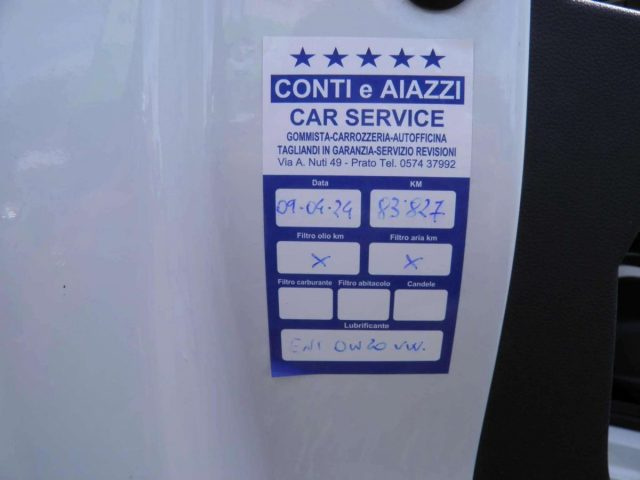 CONTI e AIAZZI
CAR SERVICE
GOMMISTA-CARROZZERIA-AUTOFFICINA
TAGLIANDI IN GARANZIA-SERVIZIO REVISIONI
Via A. Nuti 49 - Prato Tel. 0574 37992
Data KM
09-04-24 83.827
Filtro olio km Filtro aria km
X X
Filtro carburante Filtro abitacolo Candele
Lubrificante
ENI 0W20 VW.